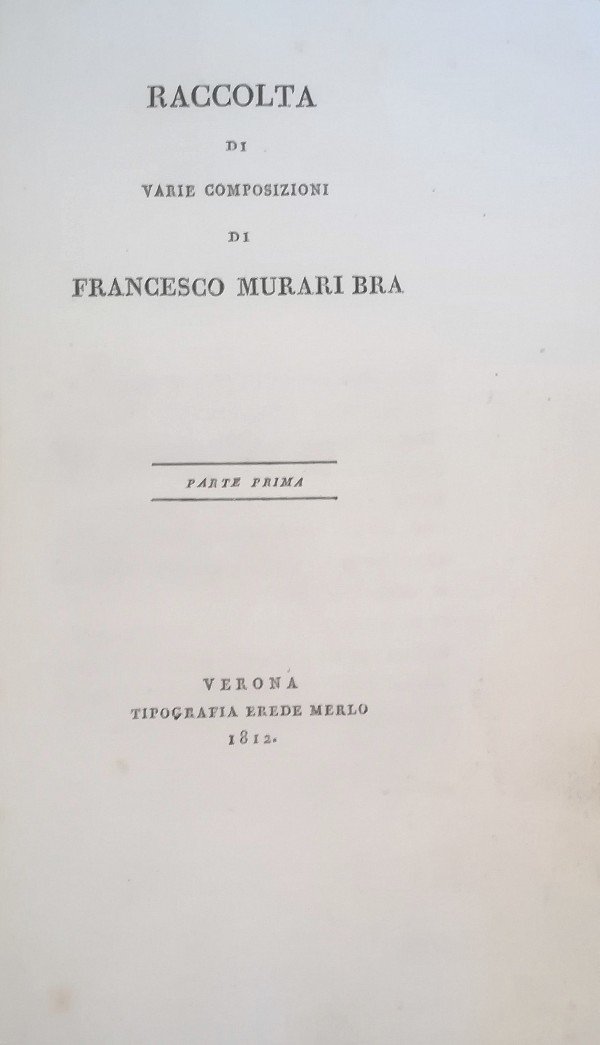 RACCOLTA
DI
VARIE COMPOSIZIONI
DI
FRANCESCO MURARI BRA
PARTE PRIMA
VERONA
TIPOGRAFIA EREDE MERLO
1812.